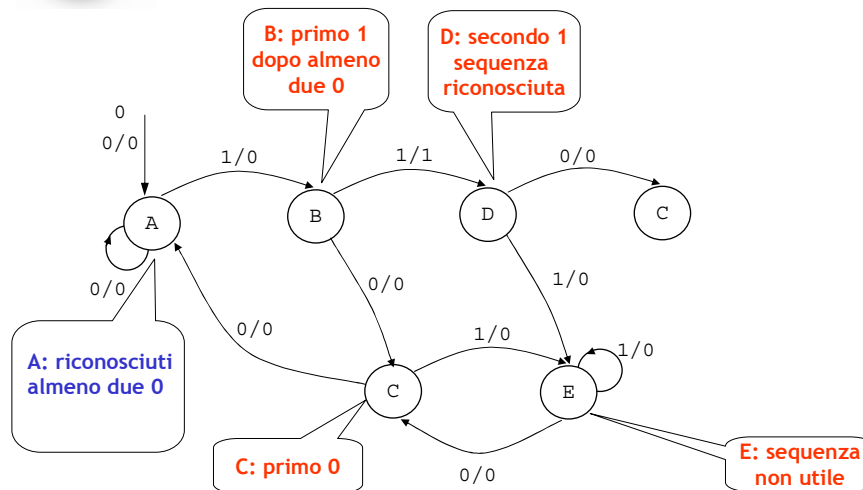 B: primo 1
dopo almeno
due 0
D: secondo 1
sequenza
riconosciuta
0
0/0
1/0
1/1
0/0
A
B
D
C
0/0
0/0
1/0
0/0
1/0
1/0
A: riconosciuti
almeno due 0
C
E
C: primo 0
0/0
E: sequenza
non utile